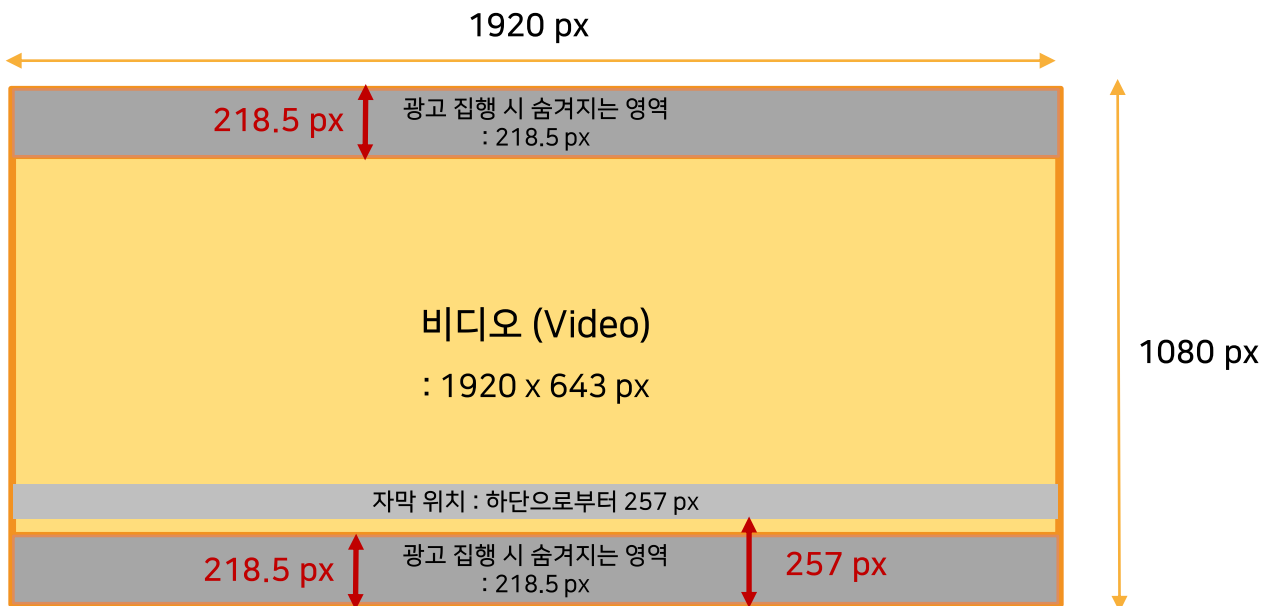 1920 px
218.5 px
광고 집행 시 숨겨지는 영역
: 218.5 px
비디오 (Video)
: 1920 x 643 px
1080 px
자막 위치 : 하단으로부터 257 px
218.5 px
광고 집행 시 숨겨지는 영역
: 218.5 px
257 px